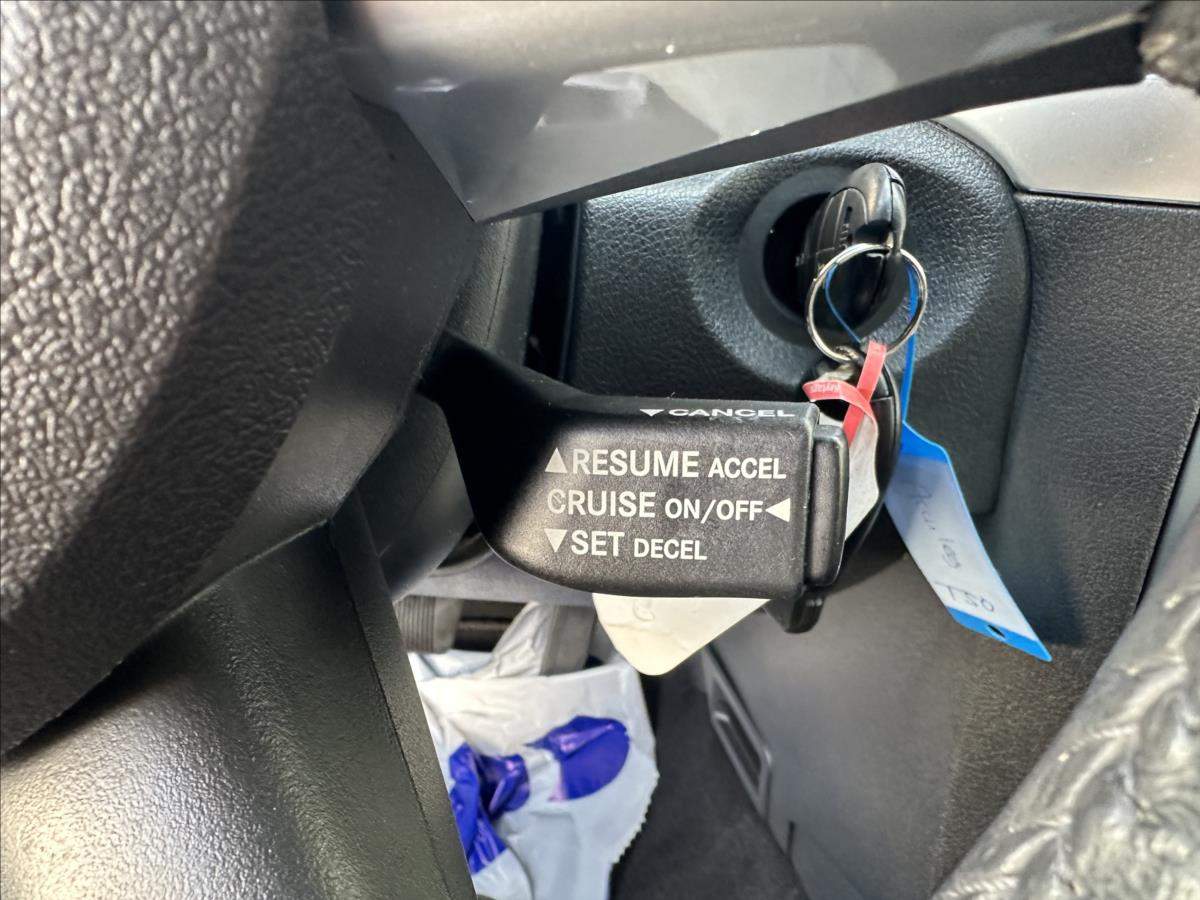 ▼CANCEL
▲RESUME ACCEL
CRUISE ON/OFF◀
▼SET DECEL